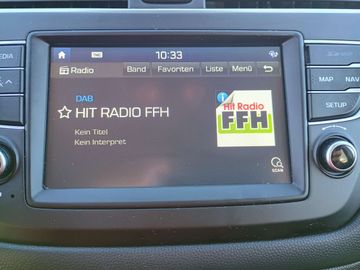 10:33
MEDIA
Radio
Band
Favoriten
Liste
Menü
DAB
HIT RADIO FFH
Kein Titel
Kein Interpret
Hit Radio
FFH
SCAN
MAP
NAV
SETUP